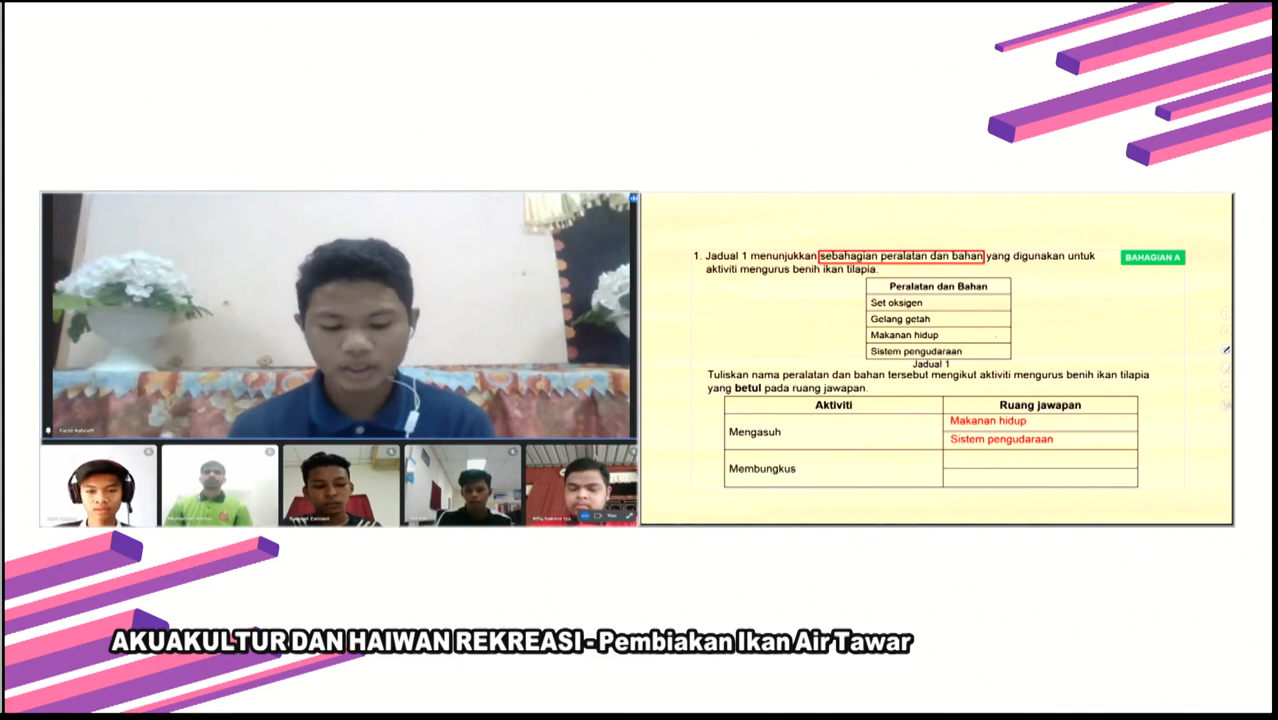 1. Jadual 1 menunjukkan sebahagian peralatan dan bahan yang digunakan untuk
aktiviti mengurus benih ikan tilapia.
BAHAGIAN A
Peralatan dan Bahan
Set oksigen
Gelang getah
Makanan hidup
Sistem pengudaraan
Jadual 1
Tuliskan nama peralatan dan bahan tersebut mengikut aktiviti mengurus benih ikan tilapia
yang betul pada ruang jawapan.
Aktiviti Ruang jawapan
Mengasuh
Makanan hidup
Sistem pengudaraan
Membungkus
You
AKUAKULTUR DAN HAIWAN REKREASI - Pembiakan Ikan Air Tawar